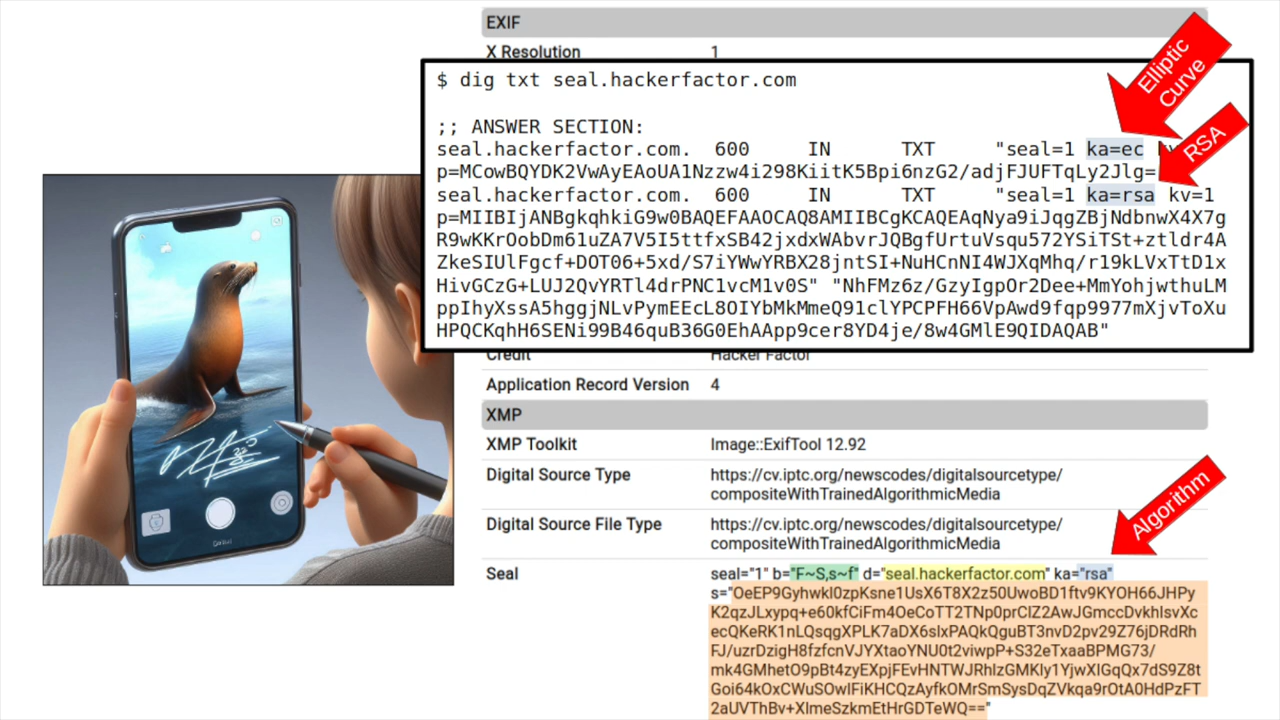 EXIF
X Resolution 1
$ dig txt seal.hackerfactor.com
;; ANSWER SECTION:
seal.hackerfactor.com. 600 IN TXT "seal=1 ka=ec
p=MCowBQYDK2VwAyEAoUA1Nzzw4i298KiitK5Bpi6nzG2/adjFJUFTqLy2Jlg=
seal.hackerfactor.com. 600 IN TXT "seal=1 ka=rsa kv=1
p=MIIBIjANBgkqhkiG9w0BAQEFAAOCAQ8AMIIBCgKCAQEAqNya9iJqgZBjNdbnwX4X7g
R9wKKrOobDm61uZA7V5I5ttfxSB42jxdxWAbvrJQBgfUrtuVsqu572YSiTSt+ztldr4A
ZkeSIUlFgcf+DOT06+5xd/S7iYWwYRBX28jntSI+NuHCnNI4WJXqMhq/r19kLVxTtD1x
HivGCzG+LUJ2QvYRTl4drPNC1vcM1v0S" "NhFMz6z/GzyIgpOr2Dee+MmYohjwthuLM
ppIhyXssA5hggjNLvPymEEcL8OIYbMkMmeQ91clYPCPFH66VpAwd9fqp9977mXjvToXu
HPQCKqhH6SENi99B46quB36G0EhAApp9cer8YD4je/8w4GMlE9QIDAQAB"
Elliptic
Curve
RSA
Credit Hacker Factor
Application Record Version 4
XMP
XMP Toolkit Image::ExifTool 12.92
Digital Source Type https://cv.iptc.org/newscodes/digitalsourcetype/
compositeWithTrainedAlgorithmicMedia
Digital Source File Type https://cv.iptc.org/newscodes/digitalsourcetype/
compositeWithTrainedAlgorithmicMedia
Algorithm
Seal seal="1" b="F~S,s~f" d="seal.hackerfactor.com" ka="rsa"
s="OeEP9Gyhwkl0zpKsne1UsX6T8X2z50UwoBD1ftv9KYOH66JHPy
K2qzJLxypq+e60kfCiFm4OeCoTT2TNp0prClZ2AwJGmccDvkhlsvXc
ecQKeRK1nLQsqgXPLK7aDX6slxPAQkQguBT3nvD2pv29Z76jDRdRh
FJ/uzrDzigH8fzfcnVJYXtaoYNU0t2viwpP+S32eTxaaBPMG73/
mk4GMhetO9pBt4zyEXpjFEvHNTWJRhlzGMKly1YjwXlGqQx7dS9Z8t
Goi64kOxCWuSOwlFiKHCQzAyfkOMrSmSysDqZVkqa9rOtA0HdPzFT
2aUVThBv+XlmeSzkmEtHrGDTeWQ=="